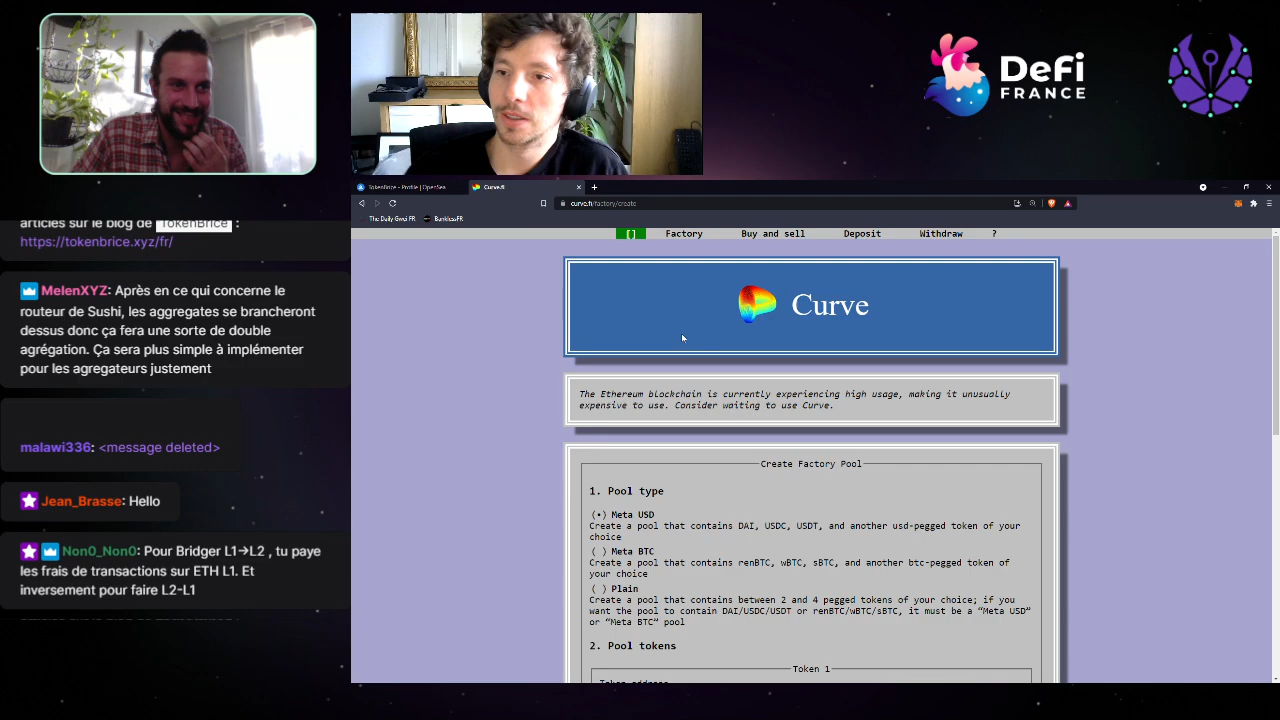 DeFi
FRANCE
articles sur le blog de TokenBrice :
https://tokenbrice.xyz/fr/
MelenXYZ: Après en ce qui concerne le
routeur de Sushi, les aggregates se brancheront
dessus donc ça fera une sorte de double
agrégation. Ça sera plus simple à implémenter
pour les agregateurs justement
malawi336: <message deleted>
Jean_Brasse: Hello
Non0_Non0: Pour Bridger L1→L2 , tu paye
les frais de transactions sur ETH L1. Et
inversement pour faire L2-L1
TokenBrice - Profile | OpenSea
Curve.fi
curve.fi/factory/create
The Daily Gwei FR
BanklessFR
[] Factory Buy and sell Deposit Withdraw ?
Curve
The Ethereum blockchain is currently experiencing high usage, making it unusually
expensive to use. Consider waiting to use Curve.
Create Factory Pool
1. Pool type
(•) Meta USD
Create a pool that contains DAI, USDC, USDT, and another usd-pegged token of your
choice
( ) Meta BTC
Create a pool that contains renBTC, wBTC, sBTC, and another btc-pegged token of
your choice
( ) Plain
Create a pool that contains between 2 and 4 pegged tokens of your choice; if you
want the pool to contain DAI/USDC/USDT or renBTC/wBTC/sBTC, it must be a “Meta USD”
or “Meta BTC” pool
2. Pool tokens
Token 1